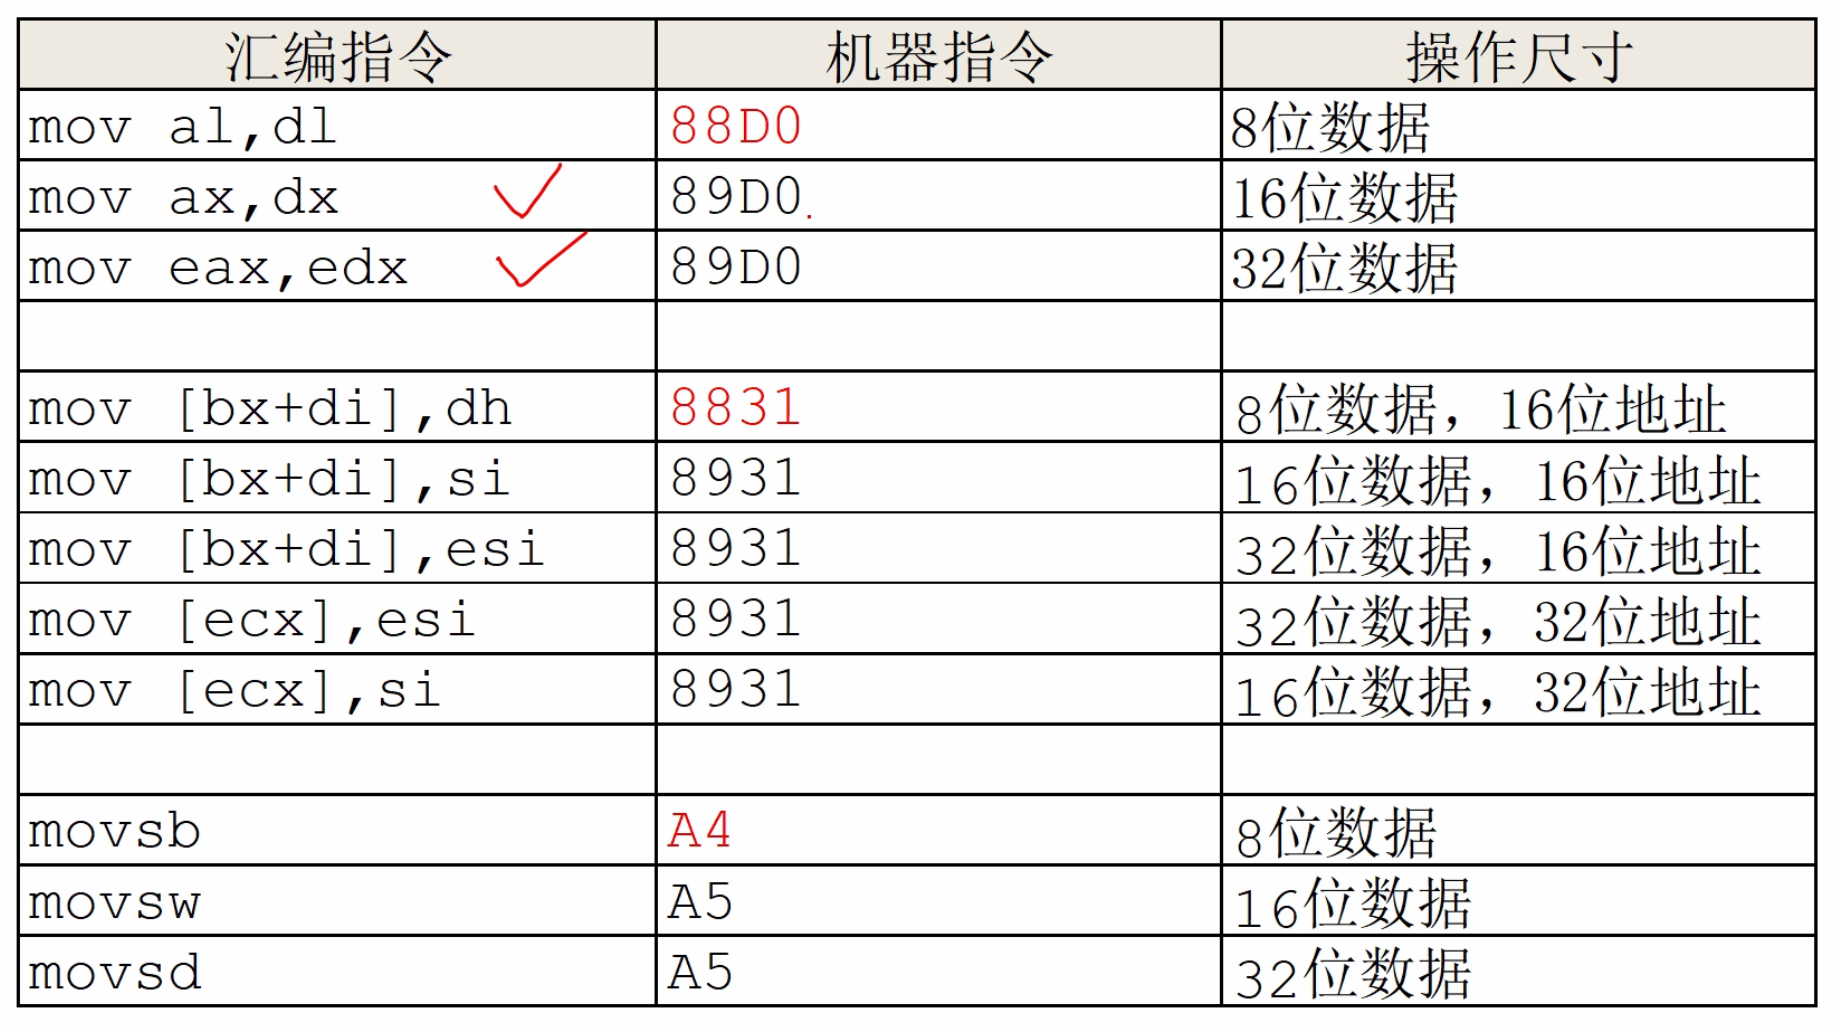 汇编指令 机器指令 操作尺寸
mov al,dl 88D0 8位数据
mov ax,dx 89D0 16位数据
mov eax,edx 89D0 32位数据
mov [bx+di],dh 8831 8位数据，16位地址
mov [bx+di],si 8931 16位数据，16位地址
mov [bx+di],esi 8931 32位数据，16位地址
mov [ecx],esi 8931 32位数据，32位地址
mov [ecx],si 8931 16位数据，32位地址
movsb A4 8位数据
movsw A5 16位数据
movsd A5 32位数据